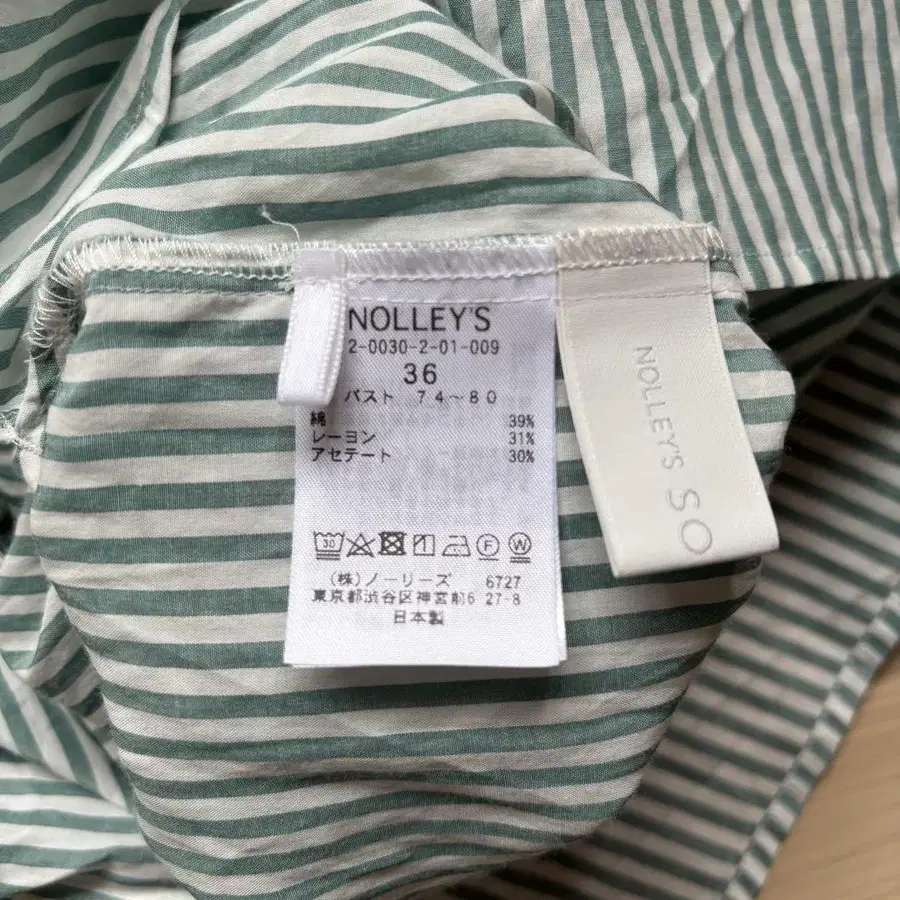 NOLLEY'S
2-0030-2-01-009
36
バスト 74〜80
綿 39%
レーヨン 31%
アセテート 30%
30
F
W
(株)ノーリーズ 6727
東京都渋谷区神宮前6 27-8
日本製
NOLLEY'S SO